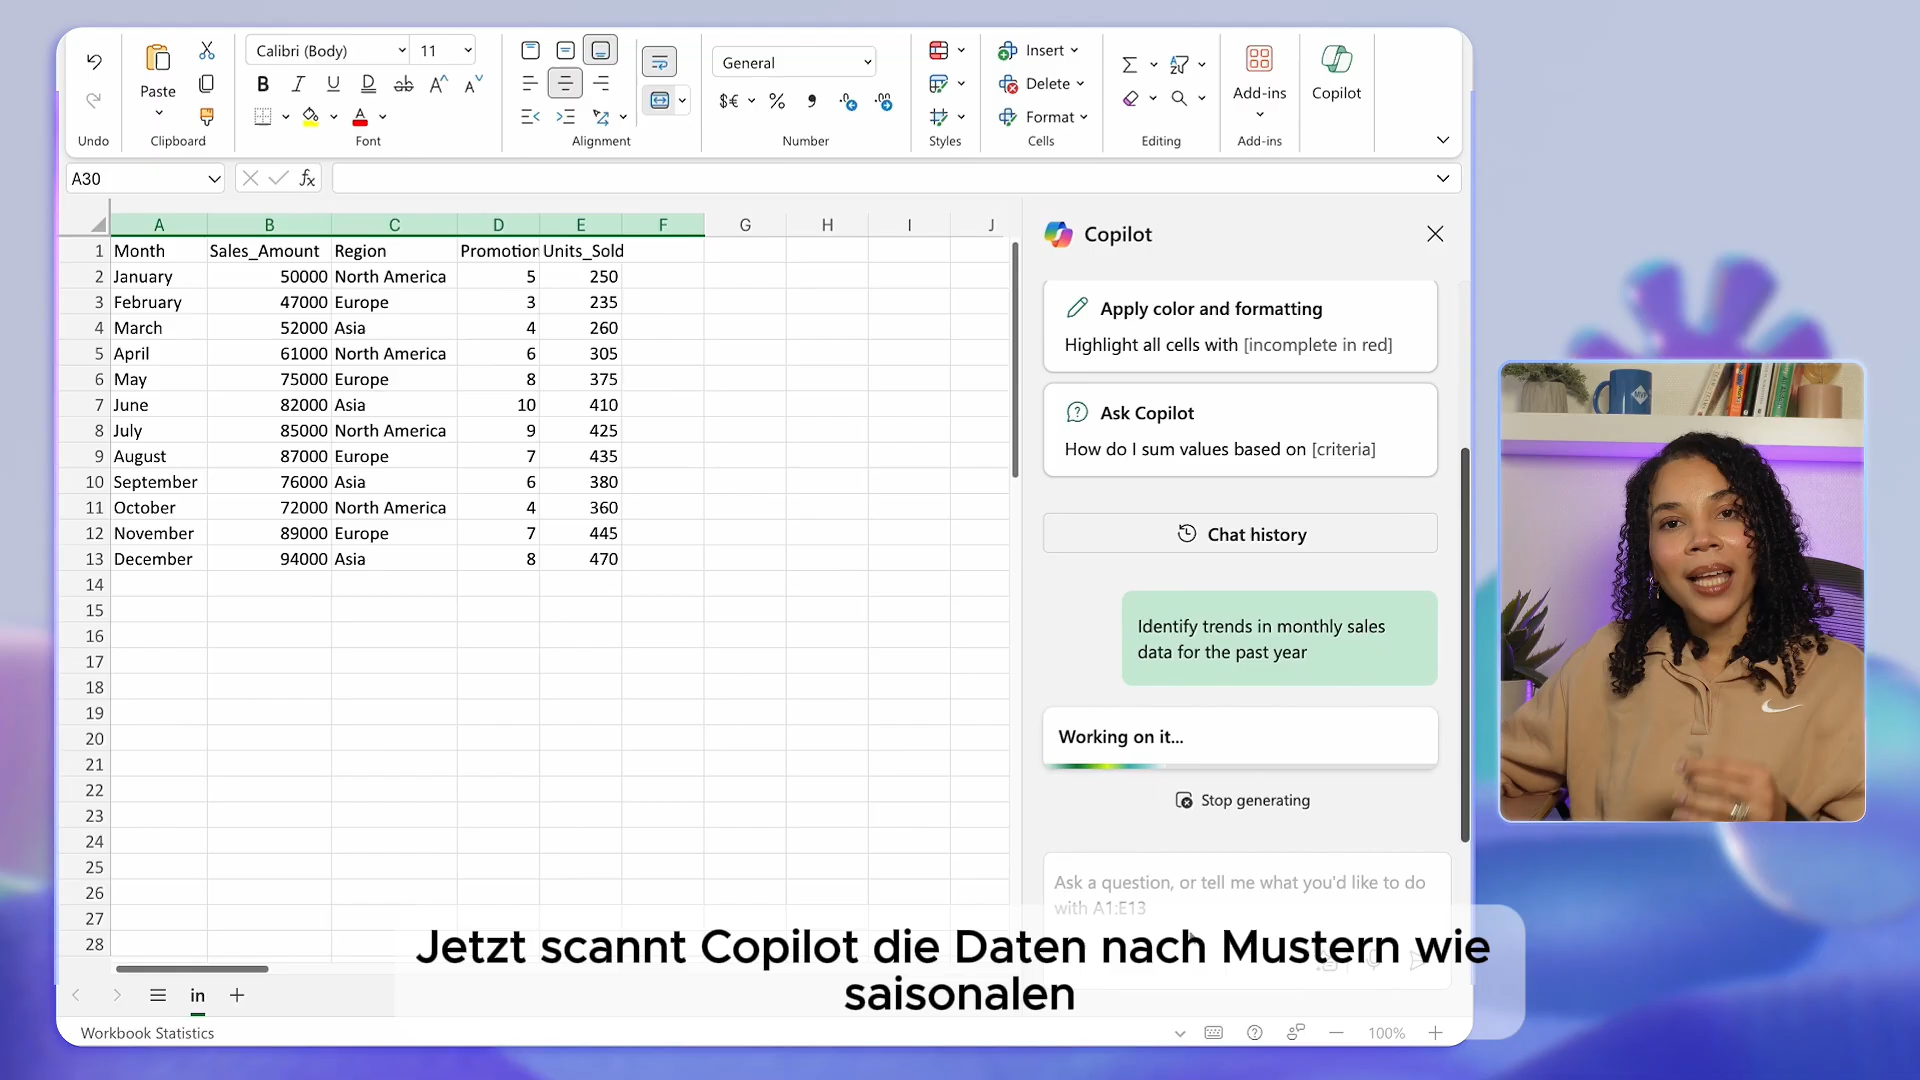 Calibri (Body)
11
General
Insert
Paste
Delete
Add-ins
Copilot
Format
Undo
Clipboard
Font
Alignment
Number
Styles
Cells
Editing
Add-ins
A30
A B C D E F G H I J
1 Month Sales_Amount Region Promotion Units_Sold
2 January 50000 North America 5 250
3 February 47000 Europe 3 235
4 March 52000 Asia 4 260
5 April 61000 North America 6 305
6 May 75000 Europe 8 375
7 June 82000 Asia 10 410
8 July 85000 North America 9 425
9 August 87000 Europe 7 435
10 September 76000 Asia 6 380
11 October 72000 North America 4 360
12 November 89000 Europe 7 445
13 December 94000 Asia 8 470
14
15
16
17
18
19
20
21
22
23
24
25
26
27
28
in
Workbook Statistics
100%
Copilot
Apply color and formatting
Highlight all cells with [incomplete in red]
Ask Copilot
How do I sum values based on [criteria]
Chat history
Identify trends in monthly sales
data for the past year
Working on it...
Stop generating
Ask a question, or tell me what you'd like to do
with A1:E13
Jetzt scannt Copilot die Daten nach Mustern wie
saisonalen